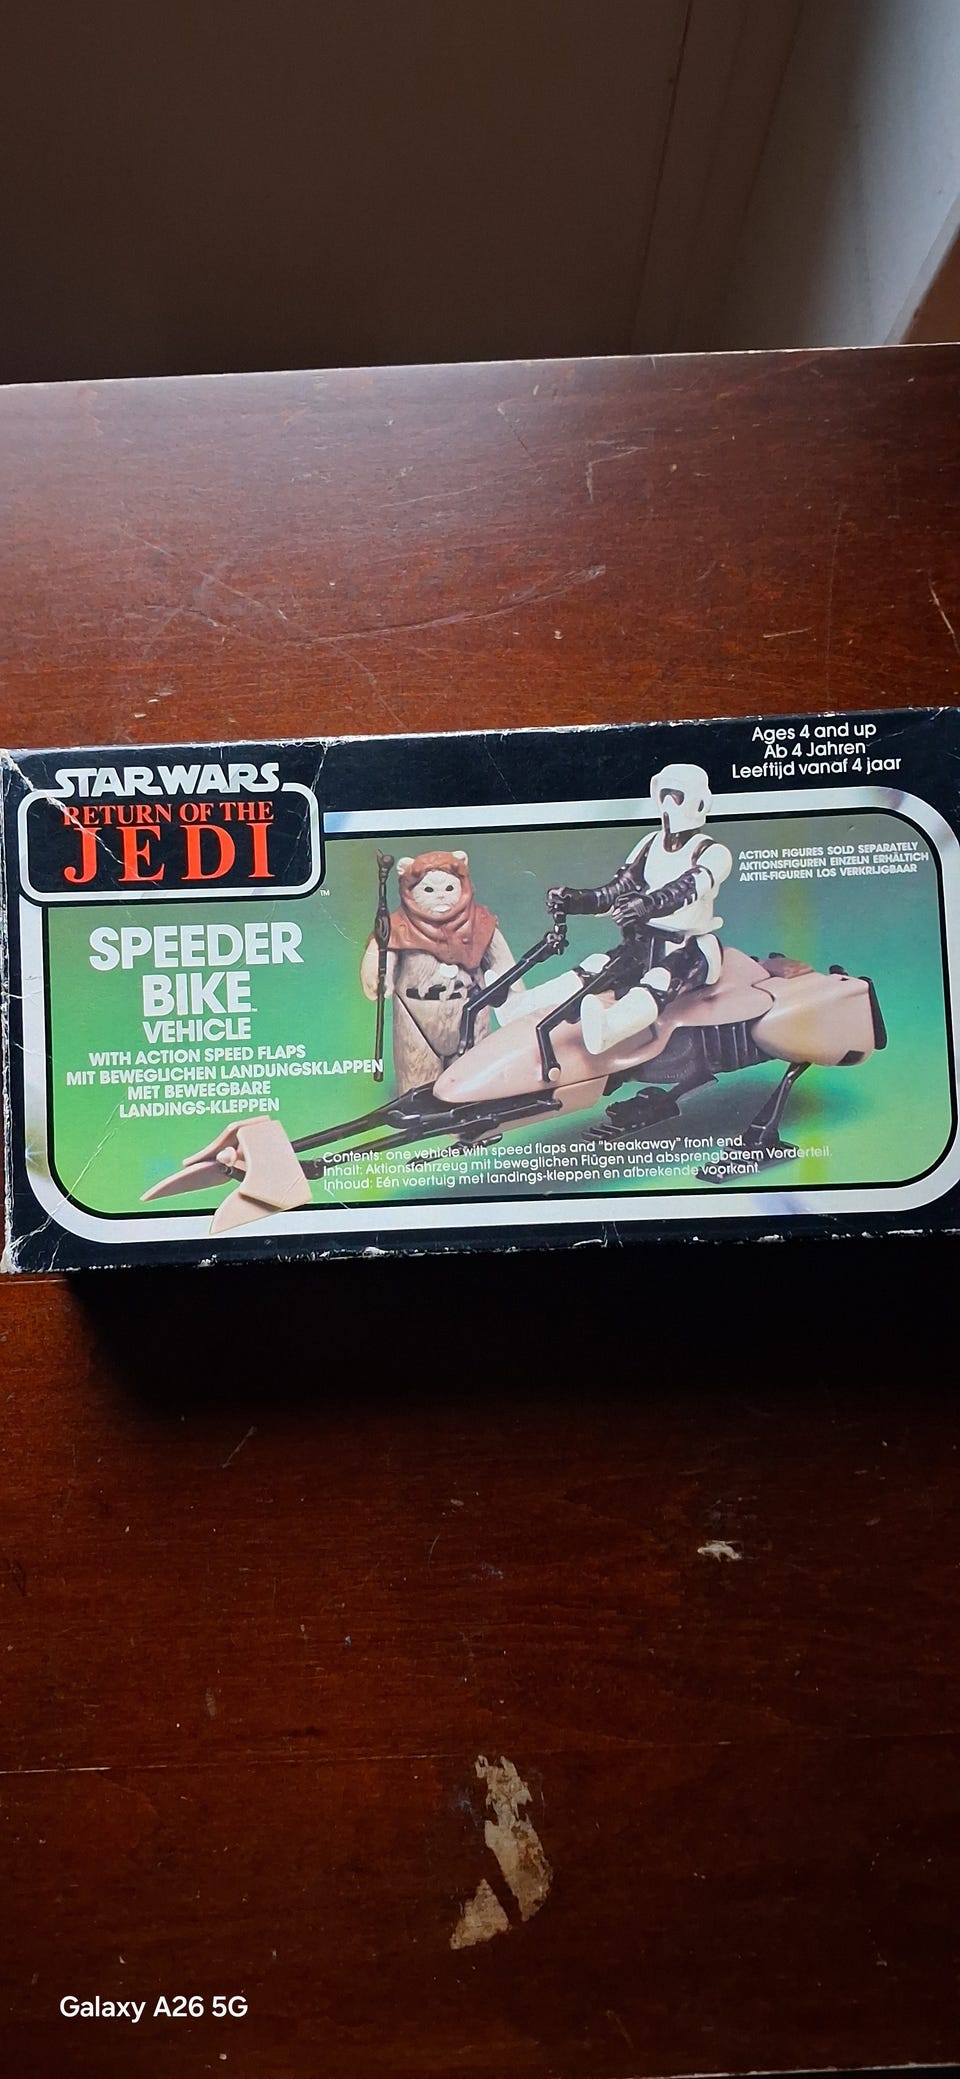 Ages 4 and up
Ab 4 Jahren
Leeftijd vanaf 4 jaar
STAR WARS
RETURN OF THE
JEDI
TM
ACTION FIGURES SOLD SEPARATELY
AKTIONSFIGUREN EINZELN ERHÄLTICH
AKTIE-FIGUREN LOS VERKRIJGBAAR
SPEEDER
BIKE
VEHICLE
WITH ACTION SPEED FLAPS
MIT BEWEGLICHEN LANDUNGSKLAPPEN
MET BEWEEGBARE
LANDINGS-KLEPPEN
Contents: one vehicle with speed flaps and "breakaway" front end.
Inhalt: Aktionsfahrzeug mit beweglichen Flügen und absprengbarem Vorderteil.
Inhoud: Eén voertuig met landings-kleppen en afbrekende voorkant.
Galaxy A26 5G